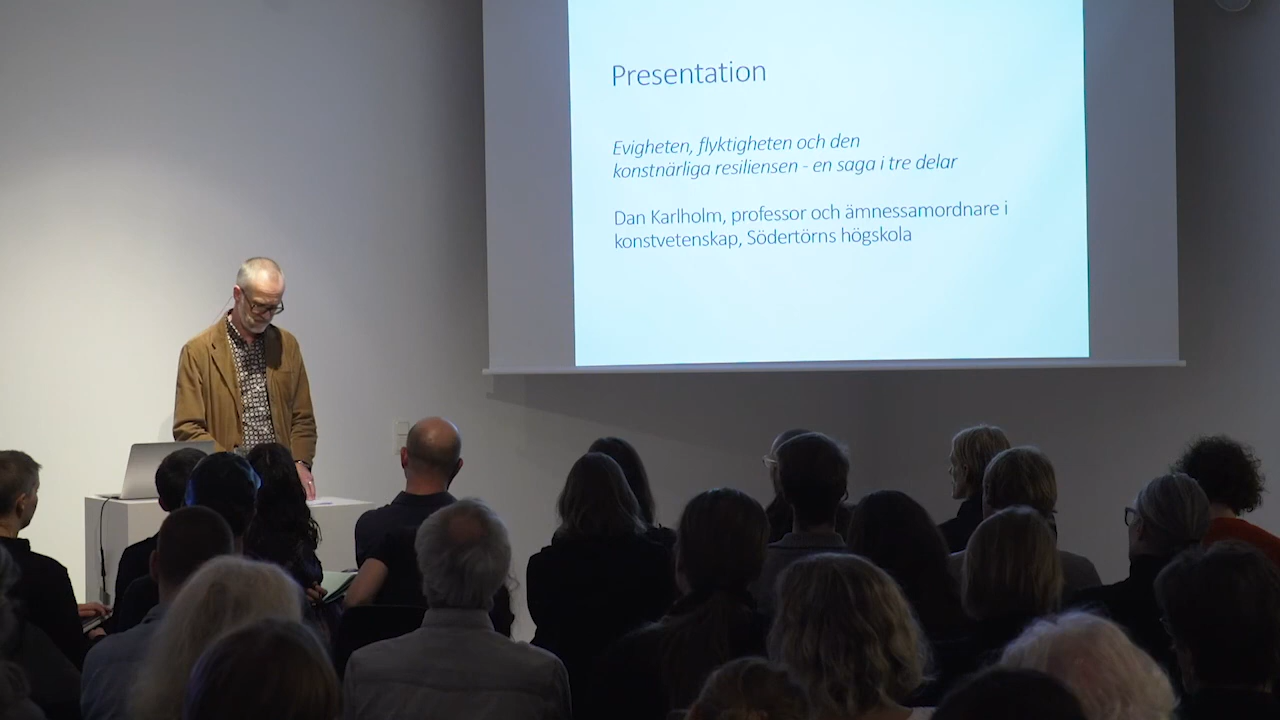 Presentation
Evigheten, flyktigheten och den
konstnärliga resiliensen - en saga i tre delar
Dan Karlholm, professor och ämnessamordnare i
konstvetenskap, Södertörns högskola